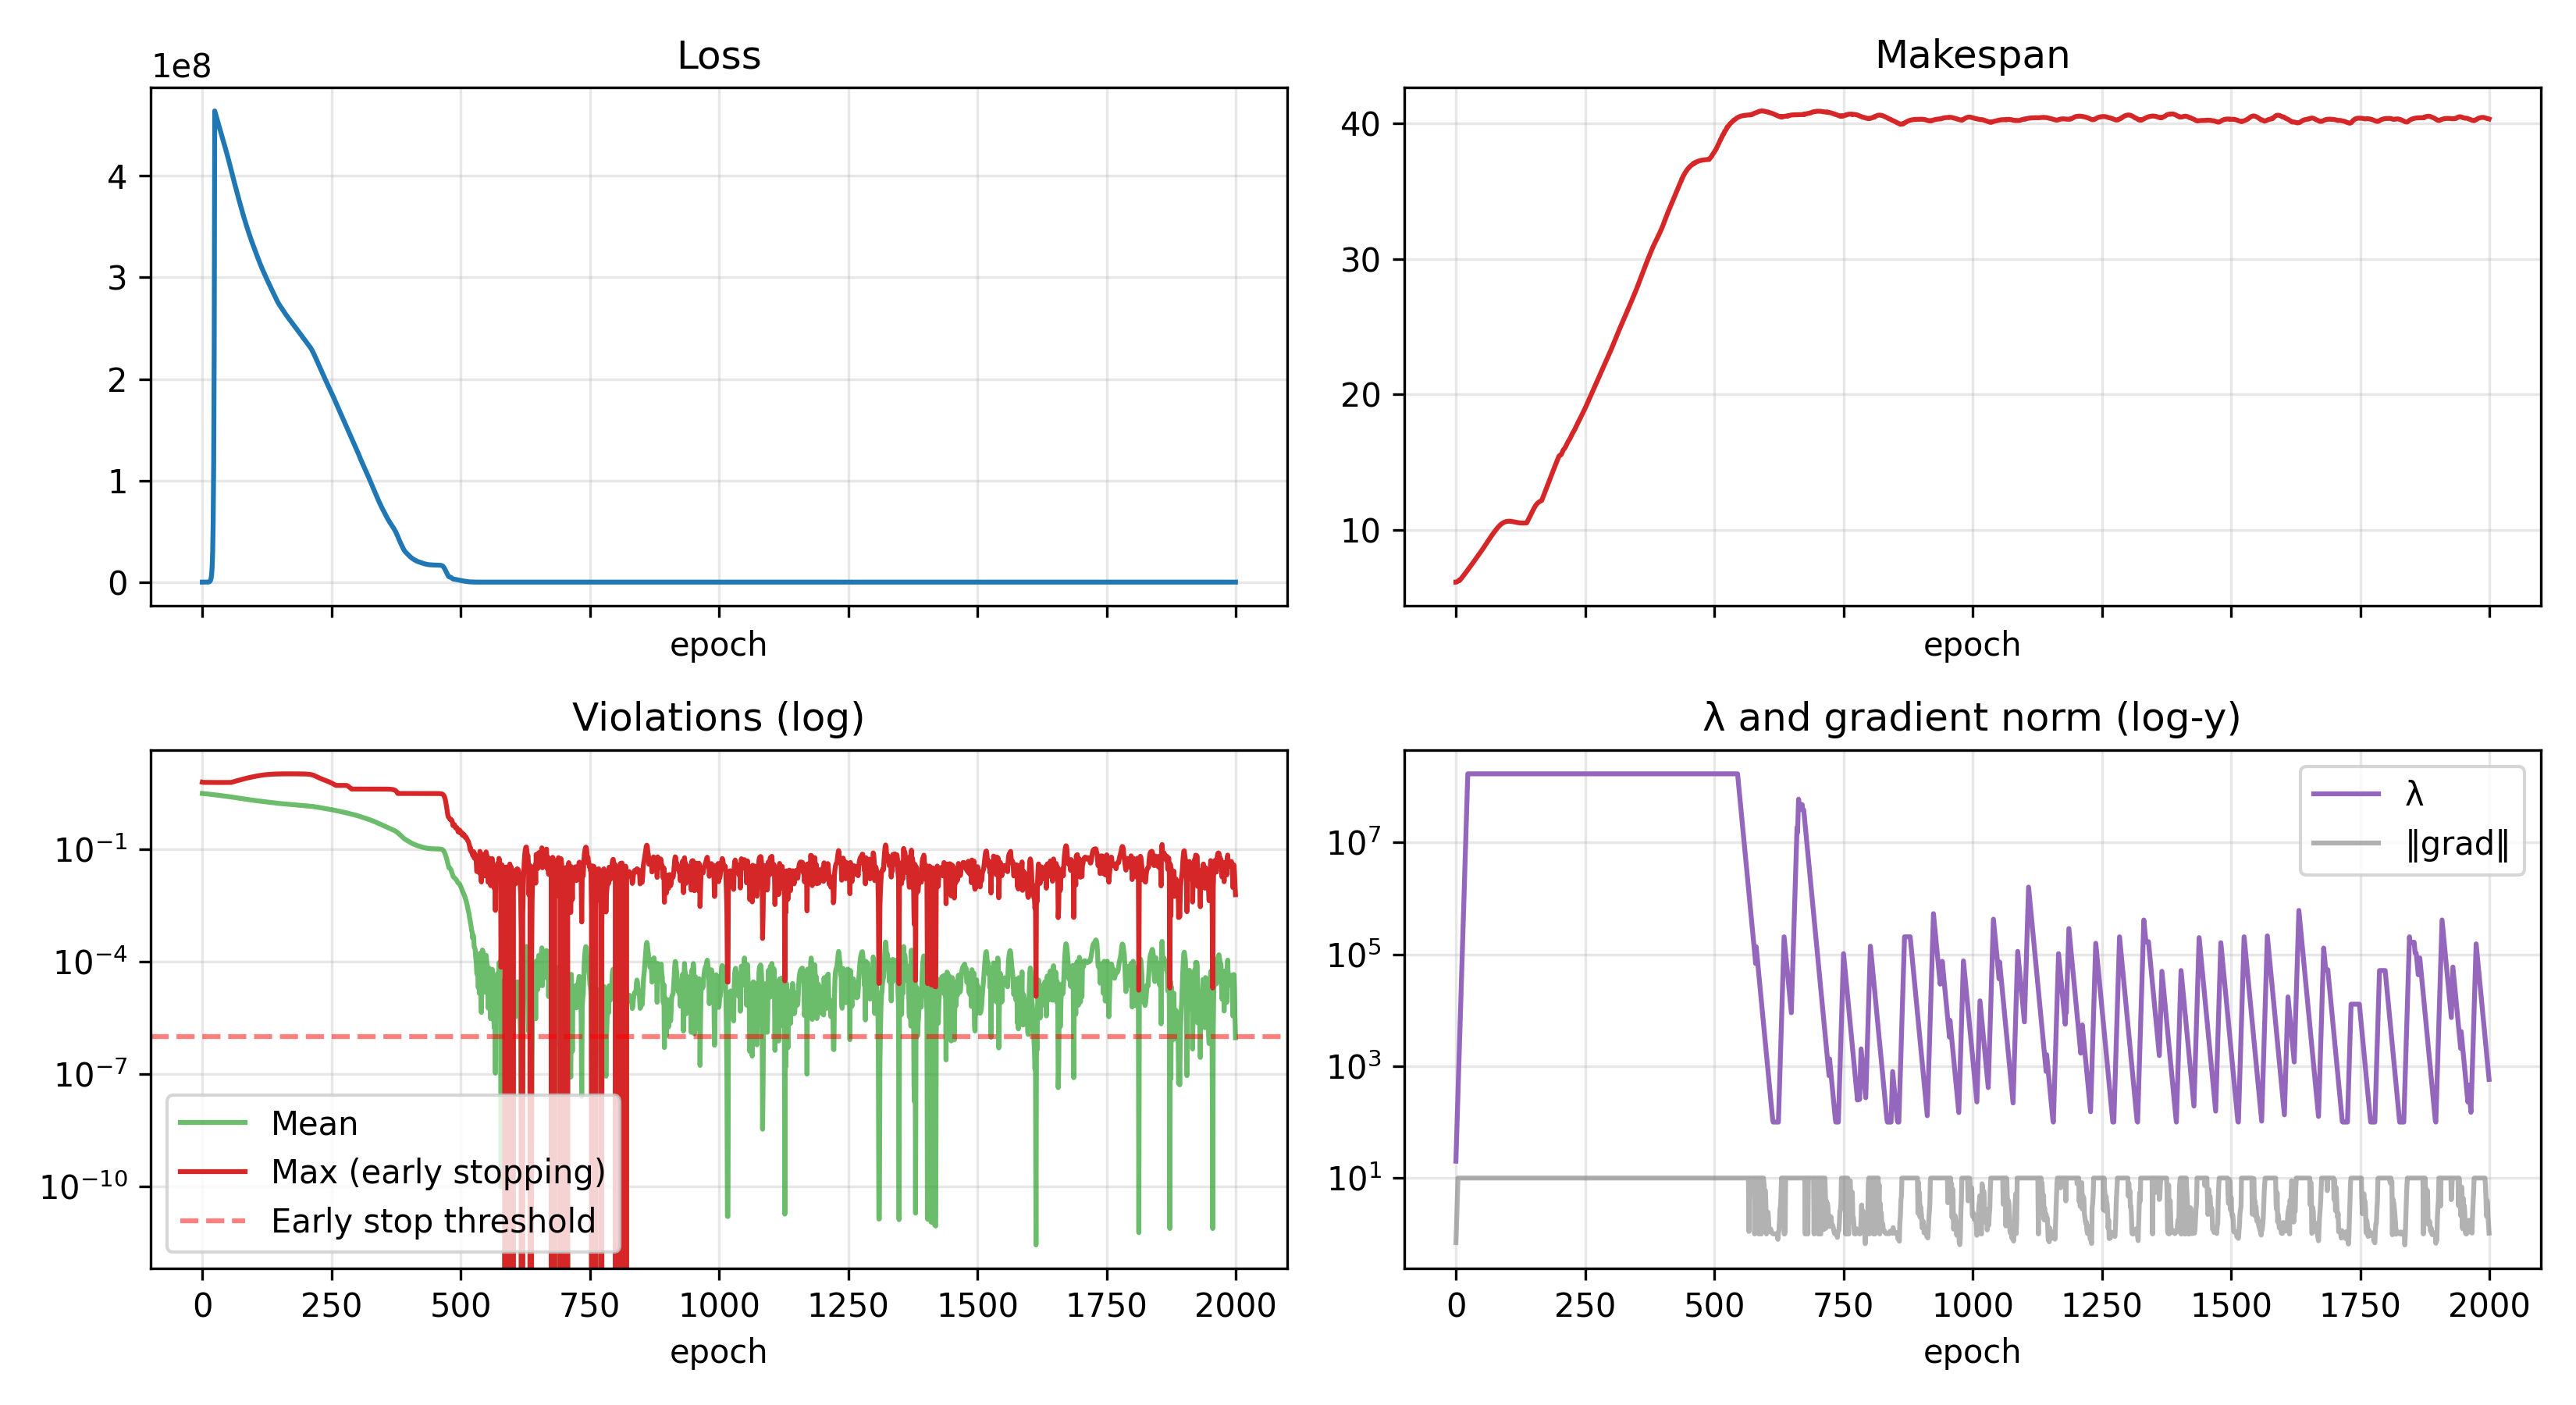 Loss
1e8
4
3
2
1
0
epoch
Makespan
40
30
20
10
epoch
Violations (log)
10⁻¹
10⁻⁴
10⁻⁷
10⁻¹⁰
Mean
Max (early stopping)
Early stop threshold
0 250 500 750 1000 1250 1500 1750 2000
epoch
λ and gradient norm (log-y)
10⁷
10⁵
10³
10¹
λ
‖grad‖
0 250 500 750 1000 1250 1500 1750 2000
epoch